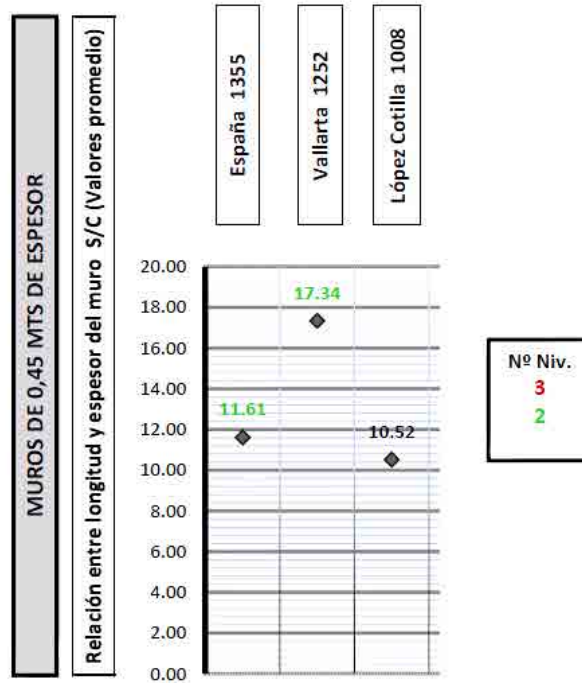 MUROS DE 0,45 MTS DE ESPESOR
Relación entre longitud y espesor del muro S/C (Valores promedio)
España 1355
Vallarta 1252
López Cotilla 1008
20.00
18.00
16.00
14.00
12.00
10.00
8.00
6.00
4.00
2.00
0.00
17.34
11.61
10.52
Nº Niv.
3
2